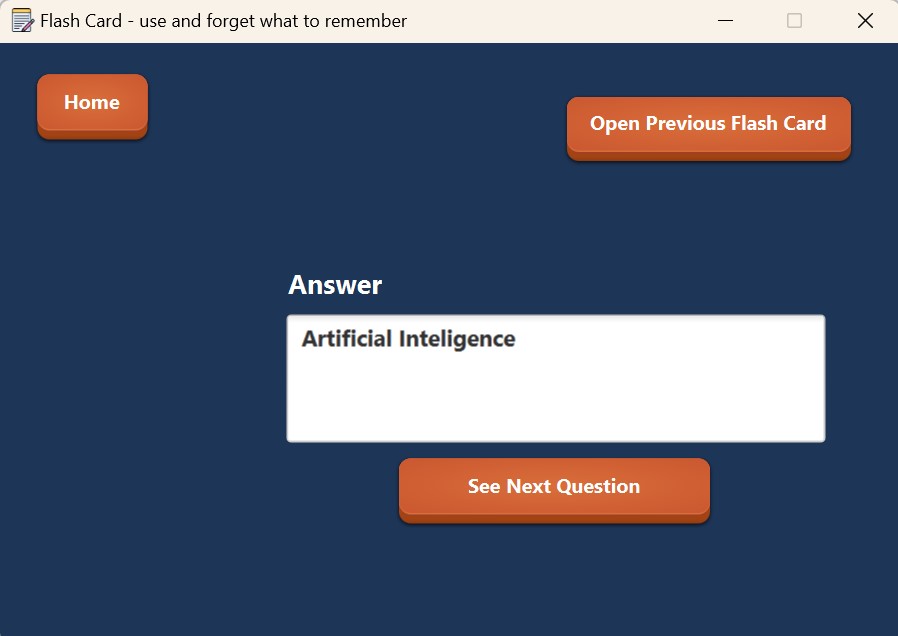 Flash Card - use and forget what to remember
Home
Open Previous Flash Card
Answer
Artificial Inteligence
See Next Question